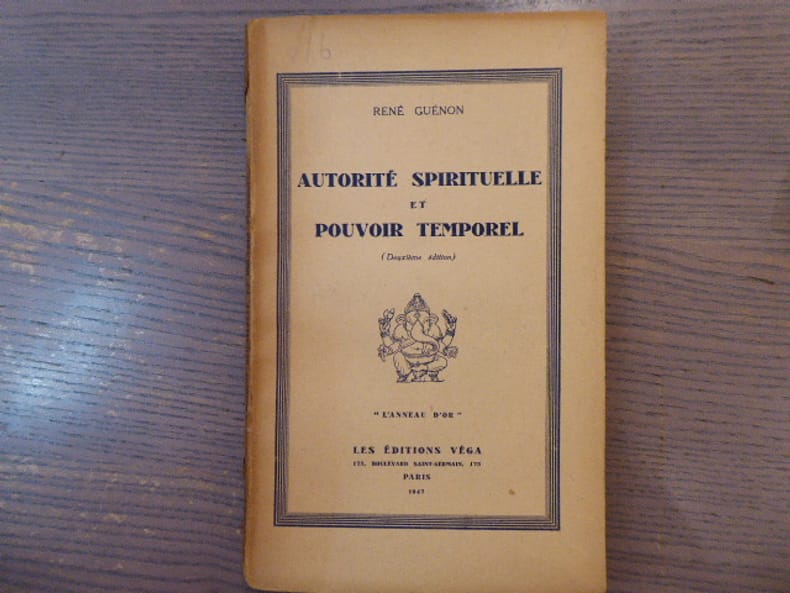 RENÉ GUÉNON
AUTORITÉ SPIRITUELLE
ET
POUVOIR TEMPOREL
(Deuxième édition)
"L'ANNEAU D'OR"
LES ÉDITIONS VÉGA
175, BOULEVARD SAINT-GERMAIN, 175
PARIS
1947